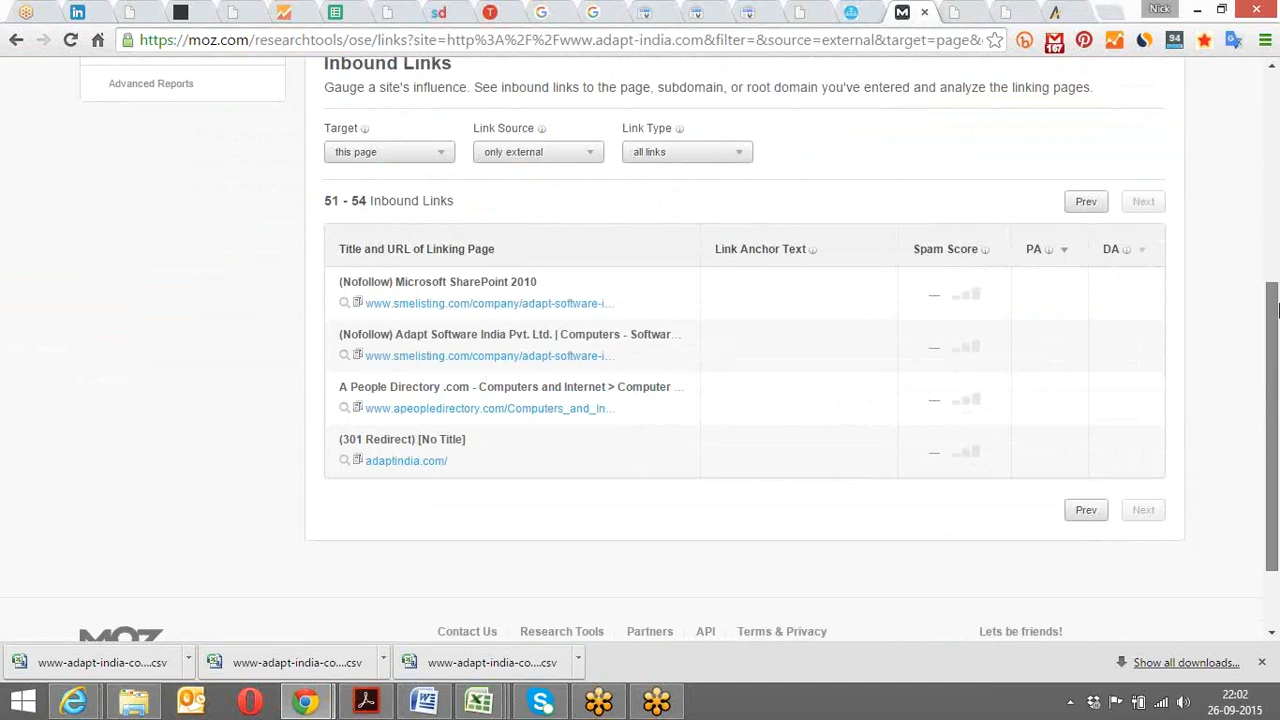 Nick
https://moz.com/researchtools/ose/links?site=http%3A%2F%2Fwww.adapt-india.com&filter=&source=external&target=page&
167
94
Advanced Reports
Inbound Links
Gauge a site's influence. See inbound links to the page, subdomain, or root domain you've entered and analyze the linking pages.
Target Link Source Link Type
this page only external all links
51 - 54 Inbound Links Prev Next
Title and URL of Linking Page Link Anchor Text Spam Score PA DA
(Nofollow) Microsoft SharePoint 2010
www.smelisting.com/company/adapt-software-i... —
(Nofollow) Adapt Software India Pvt. Ltd. | Computers - Softwar...
www.smelisting.com/company/adapt-software-i... —
A People Directory .com - Computers and Internet > Computer ...
www.apeopledirectory.com/Computers_and_In... —
(301 Redirect) [No Title]
adaptindia.com/ —
Prev Next
MOZ
Contact Us Research Tools Partners API Terms & Privacy Lets be friends!
www-adapt-india-co....csv www-adapt-india-co....csv www-adapt-india-co....csv Show all downloads...
22:02
26-09-2015